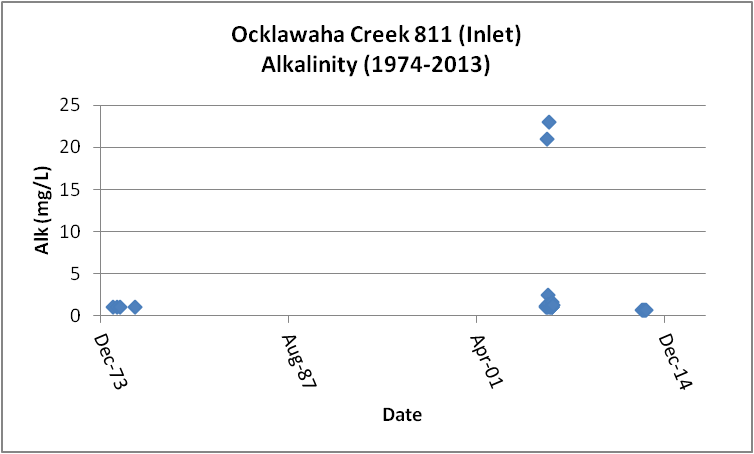 Ocklawaha Creek 811 (Inlet)
Alkalinity (1974-2013)
Alk (mg/L)
25
20
15
10
5
0
Dec-73
Aug-87
Apr-01
Dec-14
Date